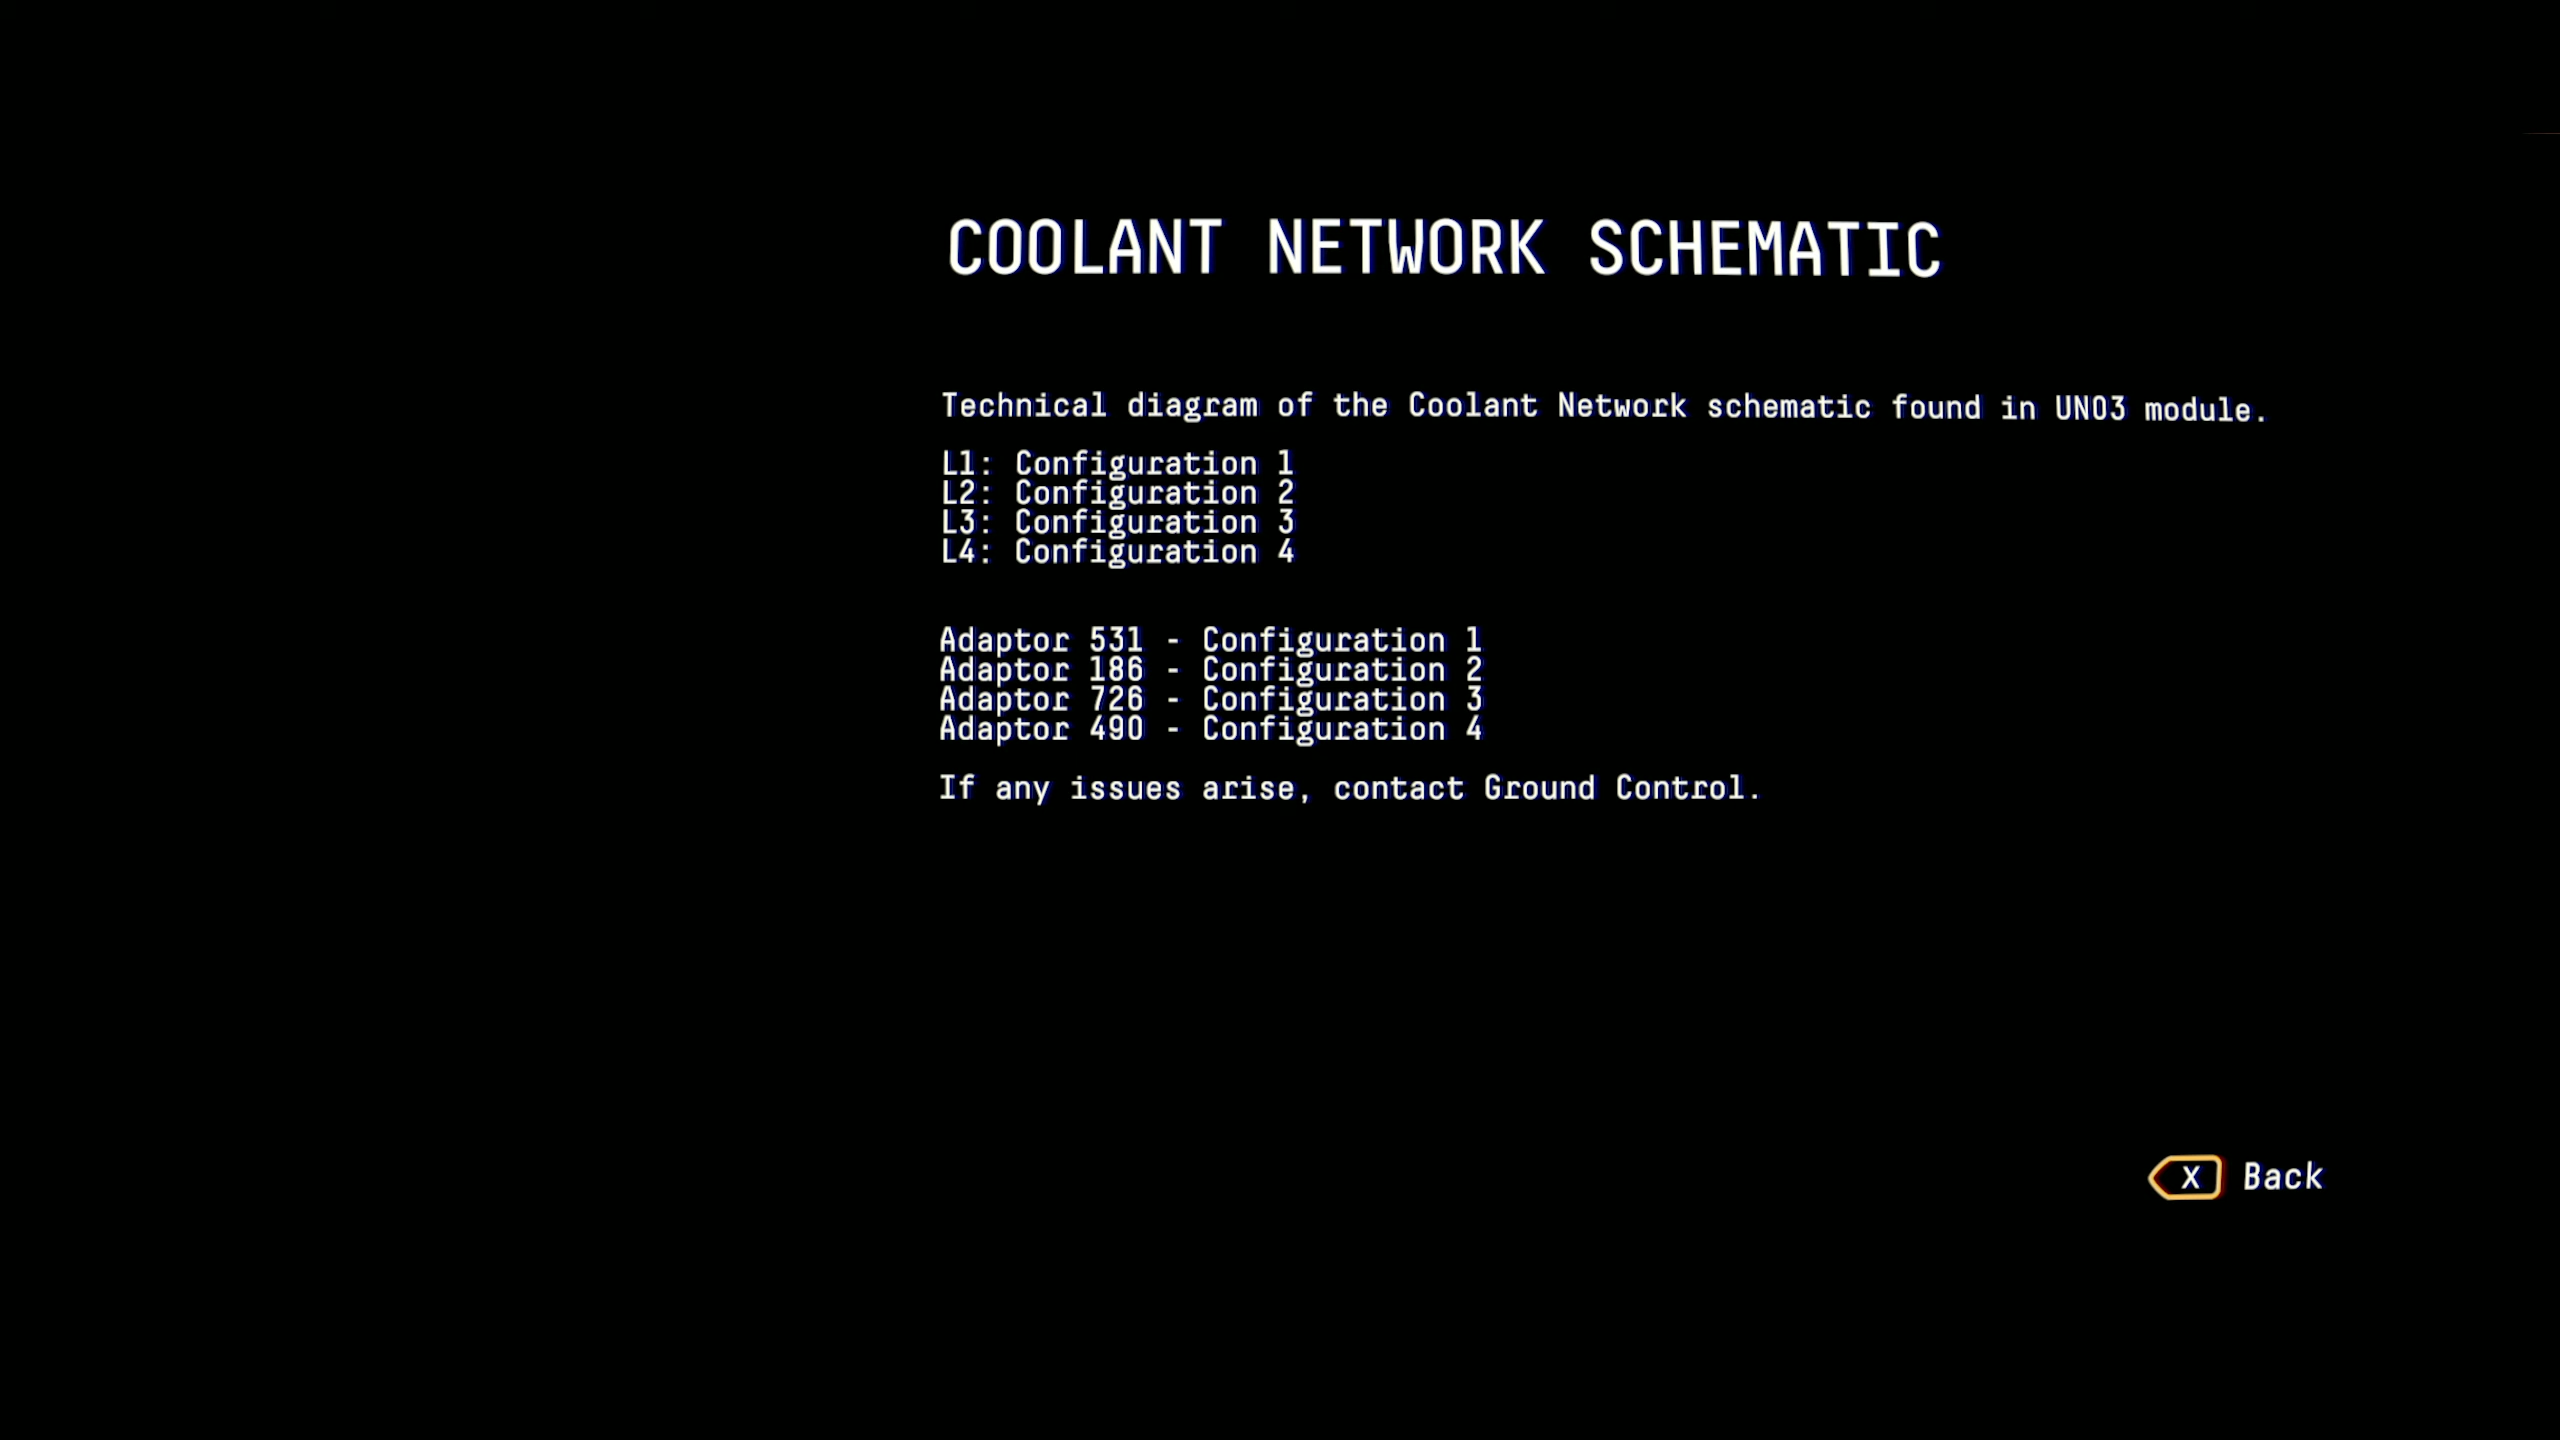 COOLANT NETWORK SCHEMATIC
Technical diagram of the Coolant Network schematic found in UNO3 module.
L1: Configuration 1
L2: Configuration 2
L3: Configuration 3
L4: Configuration 4
Adaptor 531 - Configuration 1
Adaptor 186 - Configuration 2
Adaptor 726 - Configuration 3
Adaptor 490 - Configuration 4
If any issues arise, contact Ground Control.
X Back